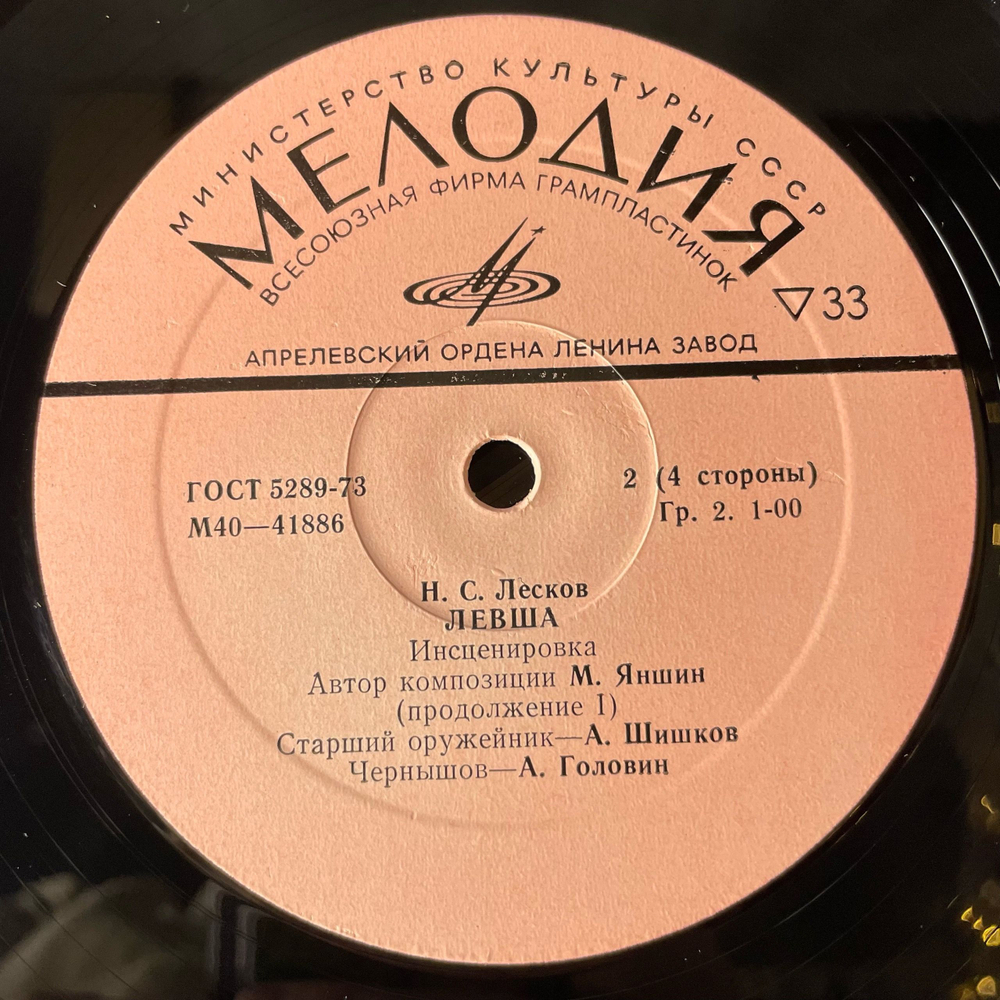 МИНИСТЕРСТВО КУЛЬТУРЫ СССР
МЕЛОДИЯ
ВСЕСОЮЗНАЯ ФИРМА ГРАМПЛАСТИНОК
▽33
АПРЕЛЕВСКИЙ ОРДЕНА ЛЕНИНА ЗАВОД
ГОСТ 5289-73
М40—41886
2 (4 стороны)
Гр. 2. 1-00
Н. С. Лесков
ЛЕВША
Инсценировка
Автор композиции М. Яншин
(продолжение I)
Старший оружейник—А. Шишков
Чернышов—А. Головин